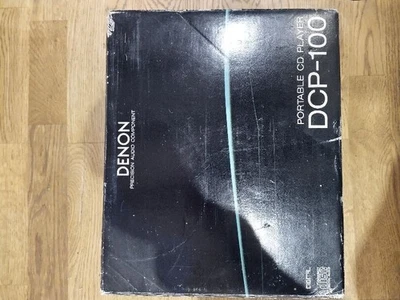 DENON
PRECISION AUDIO COMPONENT
PORTABLE CD PLAYER
DCP-100